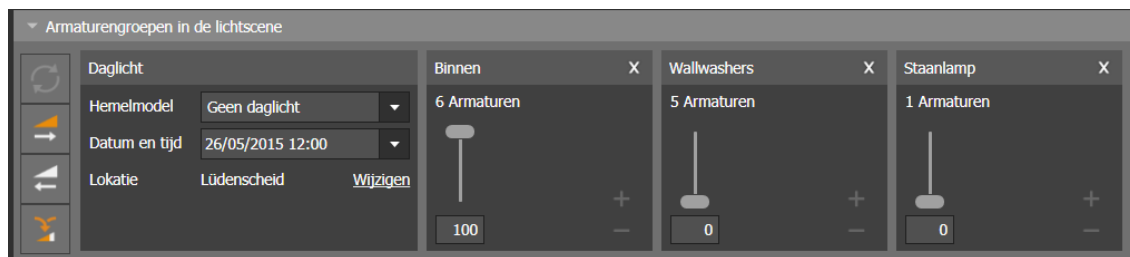 Armaturengroepen in de lichtscene
Daglicht
Hemelmodel Geen daglicht
Datum en tijd 26/05/2015 12:00
Lokatie Lüdenscheid Wijzigen
Binnen X
6 Armaturen
100
Wallwashers X
5 Armaturen
0
Staanlamp X
1 Armaturen
0